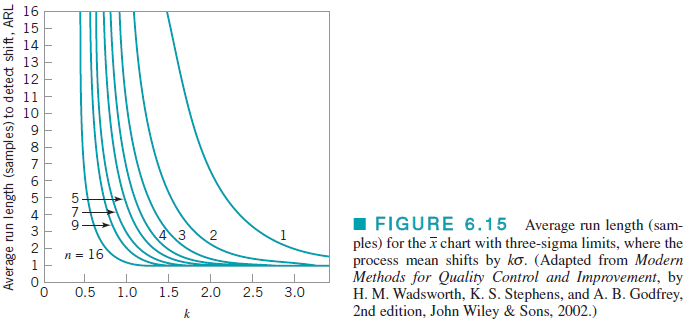 Average run length (samples) to detect shift, ARL
16
15
14
13
12
11
10
9
8
7
6
5
4
3
2
1
0
5
7
9
n = 16
4
3
2
1
0 0.5 1.0 1.5 2.0 2.5 3.0
k
■ FIGURE 6.15 Average run length (sam-
ples) for the x̄ chart with three-sigma limits, where the
process mean shifts by kσ. (Adapted from Modern
Methods for Quality Control and Improvement, by
H. M. Wadsworth, K. S. Stephens, and A. B. Godfrey,
2nd edition, John Wiley & Sons, 2002.)